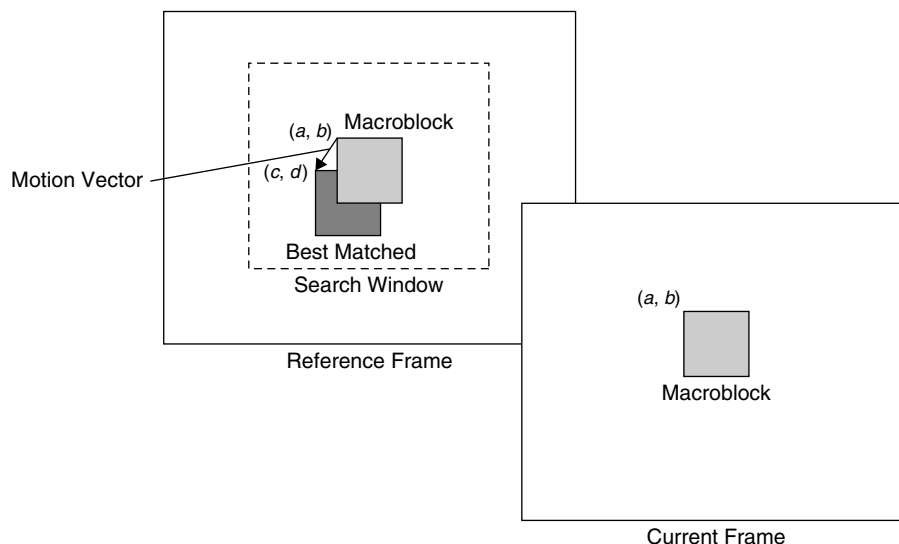 Macroblock
(a, b)
(c, d)
Motion Vector
Best Matched
Search Window
Reference Frame
(a, b)
Macroblock
Current Frame